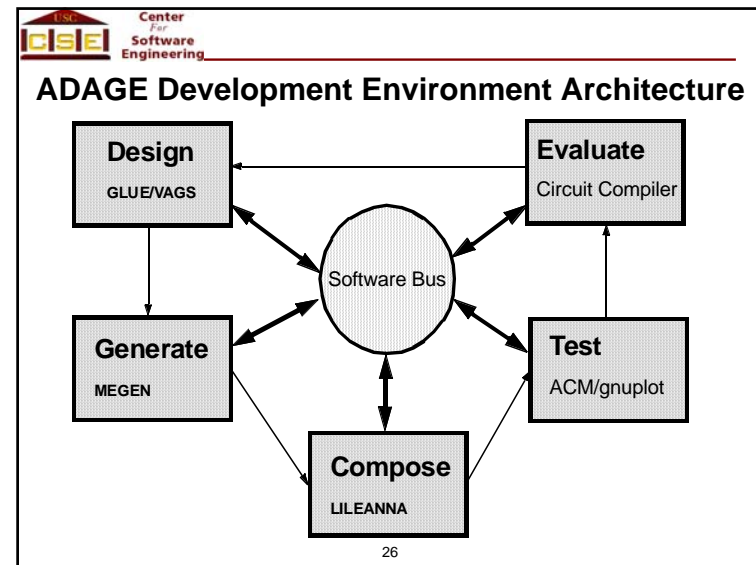 USC
CSE
Center
For
Software
Engineering
ADAGE Development Environment Architecture
Design
GLUE/VAGS
Evaluate
Circuit Compiler
Software Bus
Generate
MEGEN
Test
ACM/gnuplot
Compose
LILEANNA
26